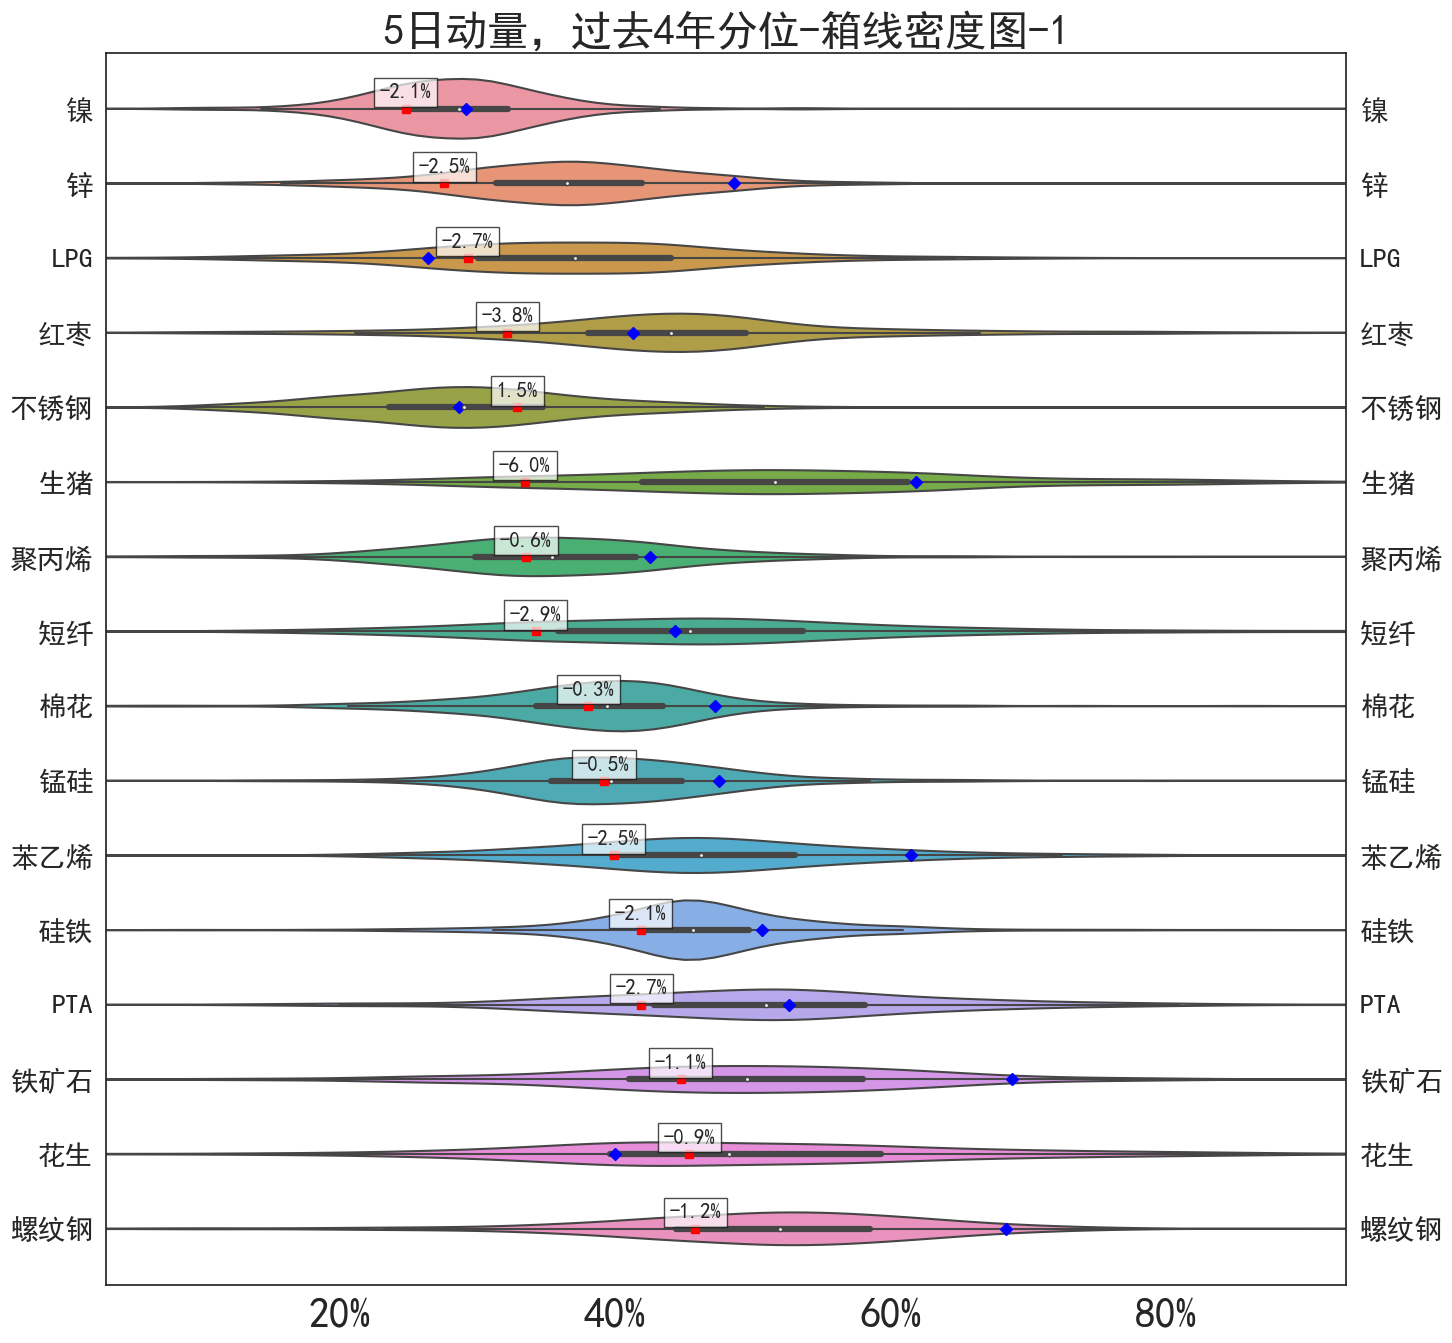 5日动量，过去4年分位-箱线密度图-1
镍 -2.1% 镍
锌 -2.5% 锌
LPG -2.7% LPG
红枣 -3.8% 红枣
不锈钢 1.5% 不锈钢
生猪 -6.0% 生猪
聚丙烯 -0.6% 聚丙烯
短纤 -2.9% 短纤
棉花 -0.3% 棉花
锰硅 -0.5% 锰硅
苯乙烯 -2.5% 苯乙烯
硅铁 -2.1% 硅铁
PTA -2.7% PTA
铁矿石 -1.1% 铁矿石
花生 -0.9% 花生
螺纹钢 -1.2% 螺纹钢
20% 40% 60% 80%